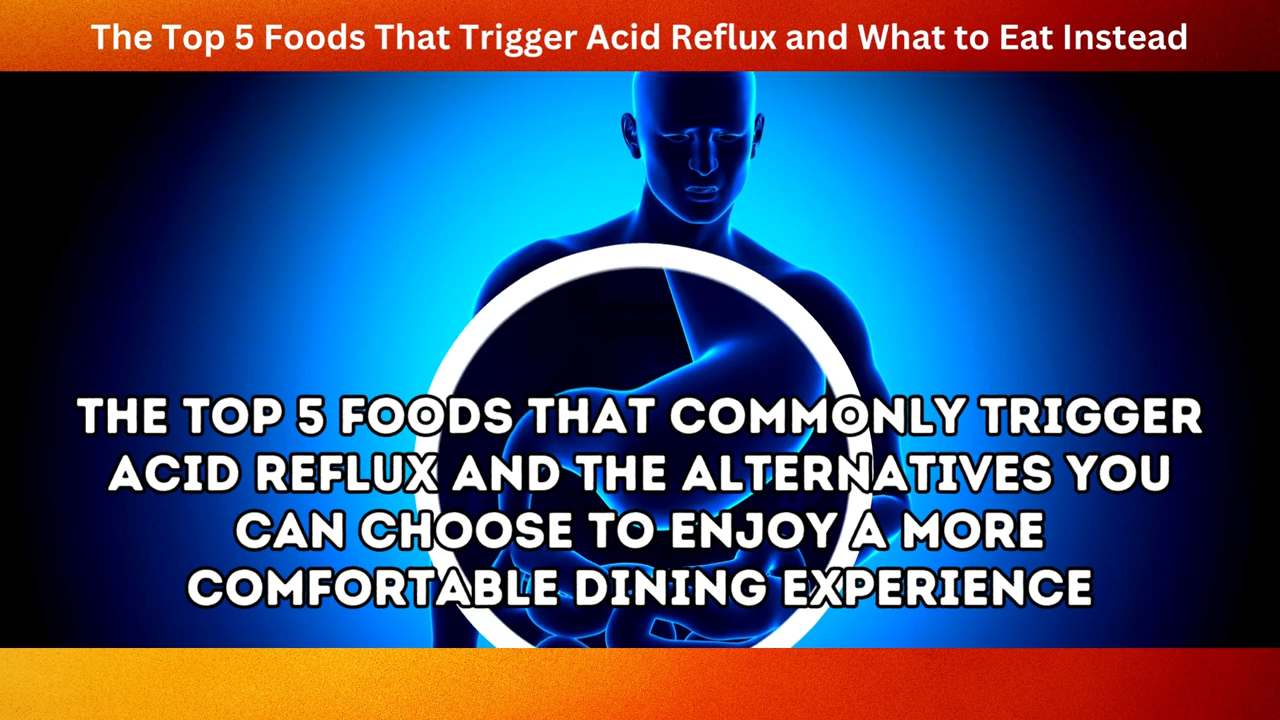 The Top 5 Foods That Trigger Acid Reflux and What to Eat Instead
THE TOP 5 FOODS THAT COMMONLY TRIGGER
ACID REFLUX AND THE ALTERNATIVES YOU
CAN CHOOSE TO ENJOY A MORE
COMFORTABLE DINING EXPERIENCE